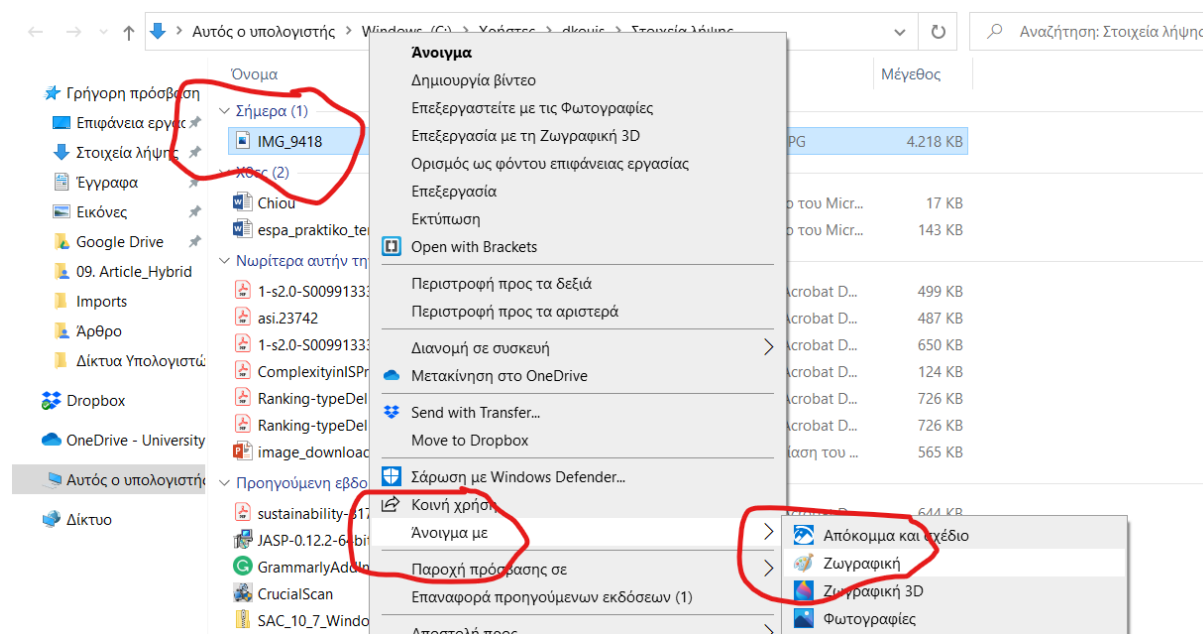 Αυτός ο υπολογιστής > Windows (C:) > Χρήστες > dkouis > Στοιχεία λήψης
Αναζήτηση: Στοιχεία λήψης
Όνομα
Μέγεθος
Γρήγορη πρόσβαση
Επιφάνεια εργας
Στοιχεία λήψης
Έγγραφα
Εικόνες
Google Drive
09. Article_Hybrid
Imports
Άρθρο
Δίκτυα Υπολογιστώ
Dropbox
OneDrive - University
Αυτός ο υπολογιστής
Δίκτυο
Σήμερα (1)
IMG_9418
PG
4.218 KB
Χθες (2)
Chiou
ο του Micr...
17 KB
espa_praktiko_te
ο του Micr...
143 KB
Νωρίτερα αυτήν τη
1-s2.0-S00991333
Acrobat D...
499 KB
asi.23742
Acrobat D...
487 KB
1-s2.0-S00991333
Acrobat D...
650 KB
ComplexityinISPr
Acrobat D...
124 KB
Ranking-typeDel
Acrobat D...
726 KB
Ranking-typeDel
Acrobat D...
726 KB
image_download
ίαση του ...
565 KB
Προηγούμενη εβδο
sustainability-
644 KB
JASP-0.12.2-64bit
GrammarlyAddIn
CrucialScan
SAC_10_7_Windo
Άνοιγμα
Δημιουργία βίντεο
Επεξεργαστείτε με τις Φωτογραφίες
Επεξεργασία με τη Ζωγραφική 3D
Ορισμός ως φόντου επιφάνειας εργασίας
Επεξεργασία
Εκτύπωση
Open with Brackets
Περιστροφή προς τα δεξιά
Περιστροφή προς τα αριστερά
Διανομή σε συσκευή
Μετακίνηση στο OneDrive
Send with Transfer...
Move to Dropbox
Σάρωση με Windows Defender...
Κοινή χρήση
Άνοιγμα με
Παροχή πρόσβασης σε
Επαναφορά προηγούμενων εκδόσεων (1)
Αποστολή προς
Απόκομμα και σχέδιο
Ζωγραφική
Ζωγραφική 3D
Φωτογραφίες